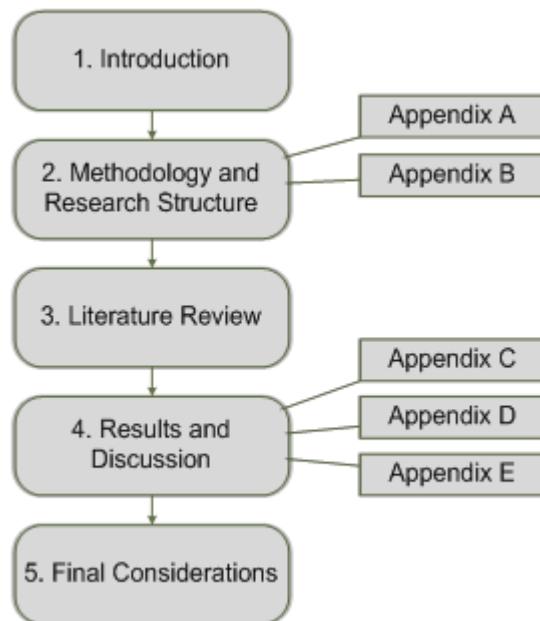 1. Introduction
Appendix A
2. Methodology and
Research Structure
Appendix B
3. Literature Review
Appendix C
4. Results and
Discussion
Appendix D
Appendix E
5. Final Considerations